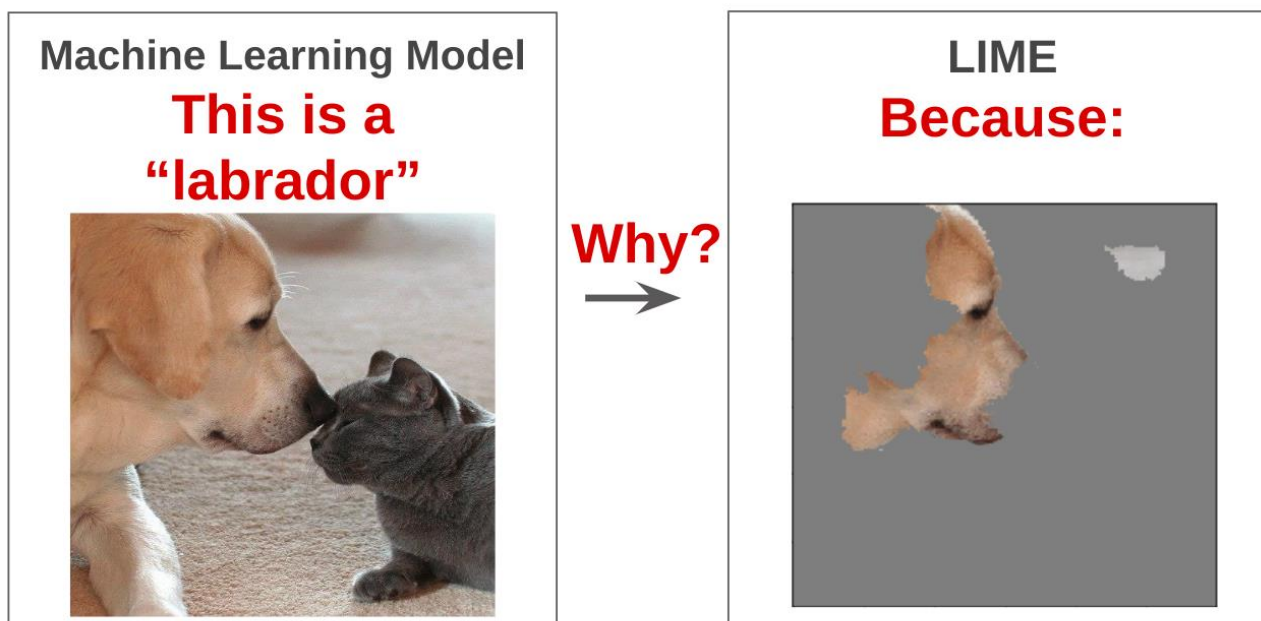 Machine Learning Model
This is a
“labrador”
Why?
LIME
Because: